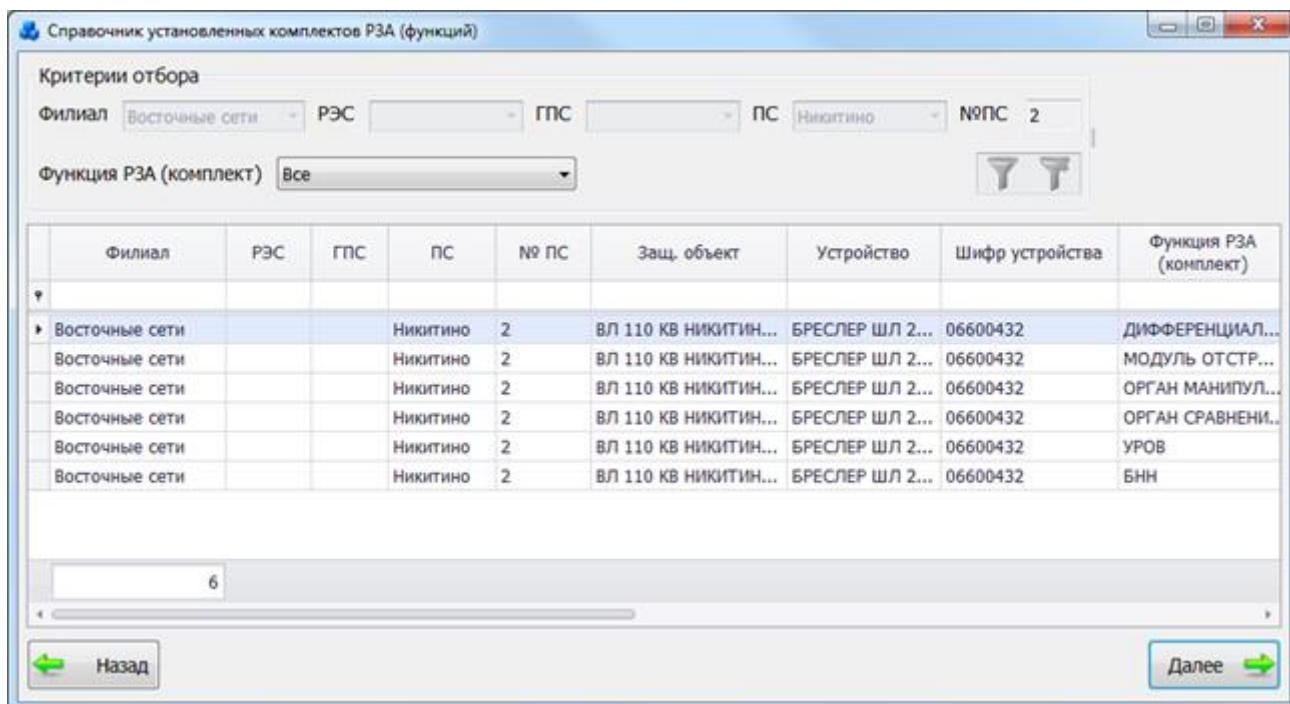 Справочник установленных комплектов РЗА (функций)
Критерии отбора
Филиал Восточные сети РЭС ГПС ПС Никитино №ПС 2
Функция РЗА (комплект) Все
Филиал РЭС ГПС ПС № ПС Защ. объект Устройство Шифр устройства Функция РЗА (комплект)
Восточные сети Никитино 2 ВЛ 110 КВ НИКИТИН... БРЕСЛЕР ШЛ 2... 06600432 ДИФФЕРЕНЦИАЛ...
Восточные сети Никитино 2 ВЛ 110 КВ НИКИТИН... БРЕСЛЕР ШЛ 2... 06600432 МОДУЛЬ ОТСТР...
Восточные сети Никитино 2 ВЛ 110 КВ НИКИТИН... БРЕСЛЕР ШЛ 2... 06600432 ОРГАН МАНИПУЛ...
Восточные сети Никитино 2 ВЛ 110 КВ НИКИТИН... БРЕСЛЕР ШЛ 2... 06600432 ОРГАН СРАВНЕНИ...
Восточные сети Никитино 2 ВЛ 110 КВ НИКИТИН... БРЕСЛЕР ШЛ 2... 06600432 УРОВ
Восточные сети Никитино 2 ВЛ 110 КВ НИКИТИН... БРЕСЛЕР ШЛ 2... 06600432 БНН
6
Назад Далее